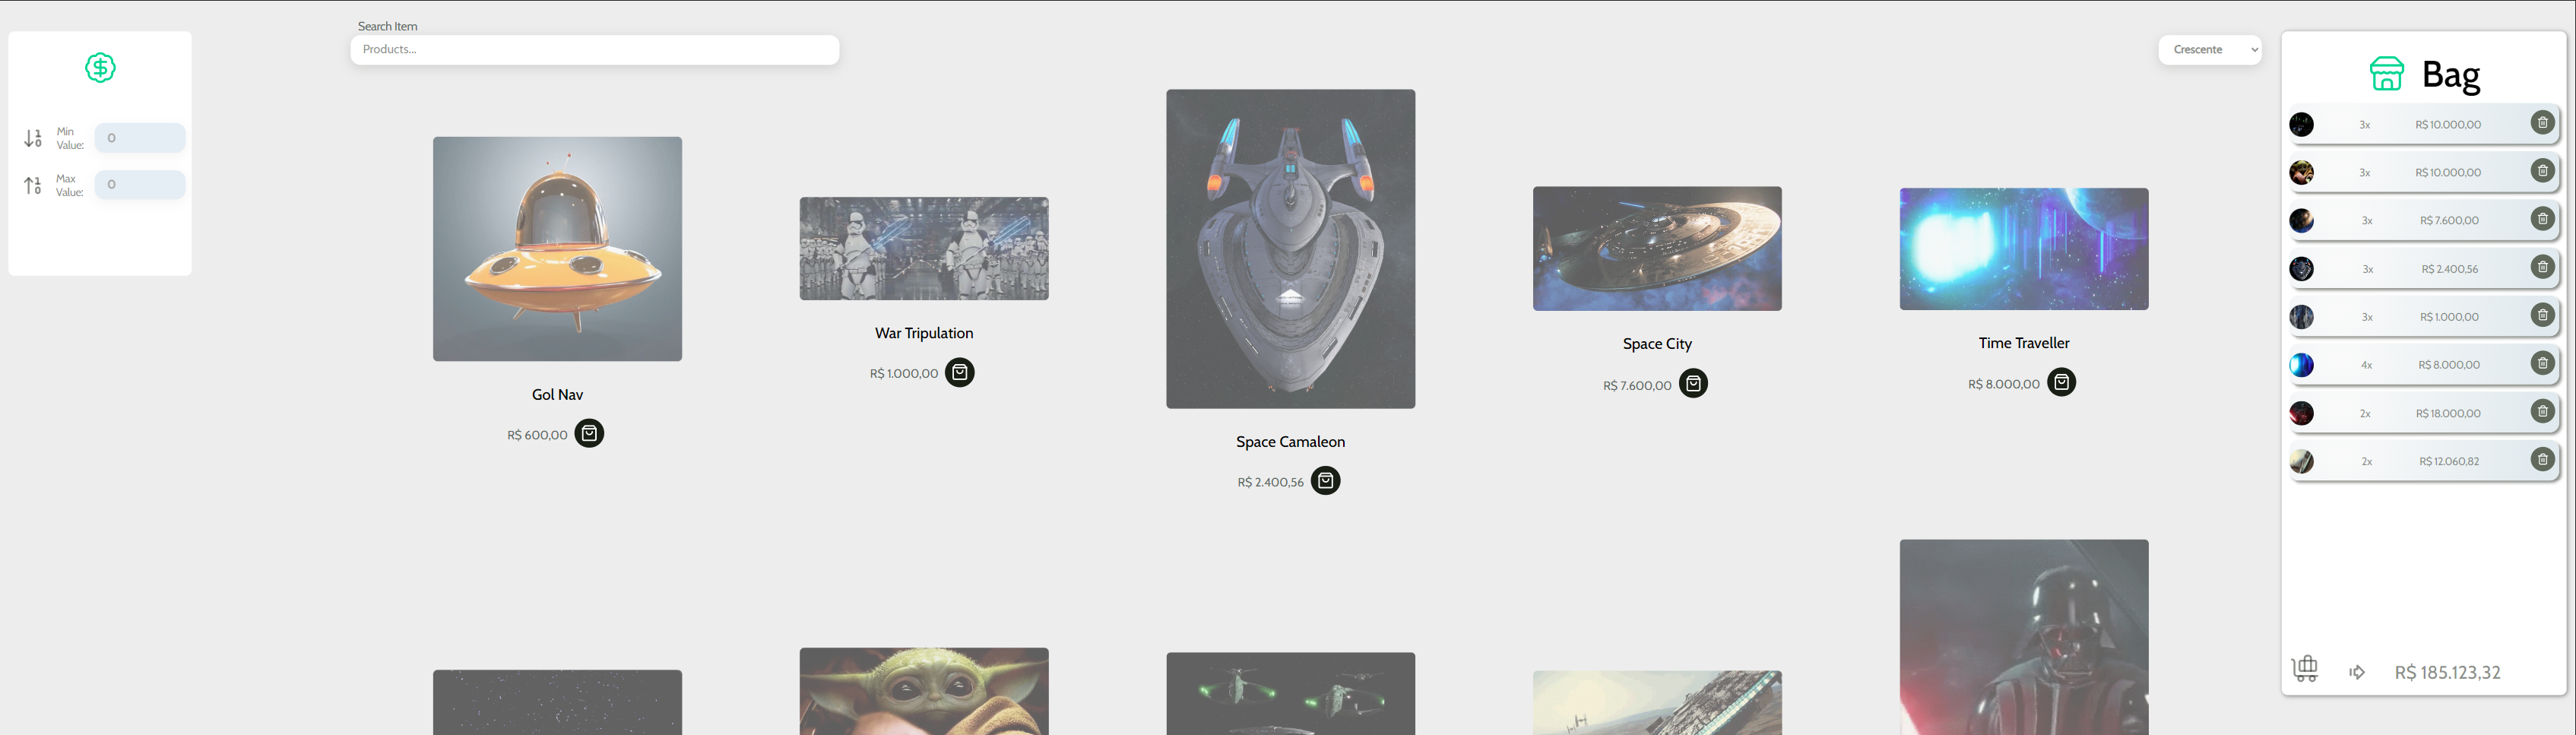 Search Item
Products...
Crescente
Min
Value:
0
Max
Value:
0
Gol Nav
R$ 600,00
War Tripulation
R$ 1.000,00
Space Camaleon
R$ 2.400,56
Space City
R$ 7.600,00
Time Traveller
R$ 8.000,00
Bag
3x R$ 10.000,00
3x R$ 10.000,00
3x R$ 7.600,00
3x R$ 2.400,56
3x R$ 1.000,00
4x R$ 8.000,00
2x R$ 18.000,00
2x R$ 12.060,82
R$ 185.123,32